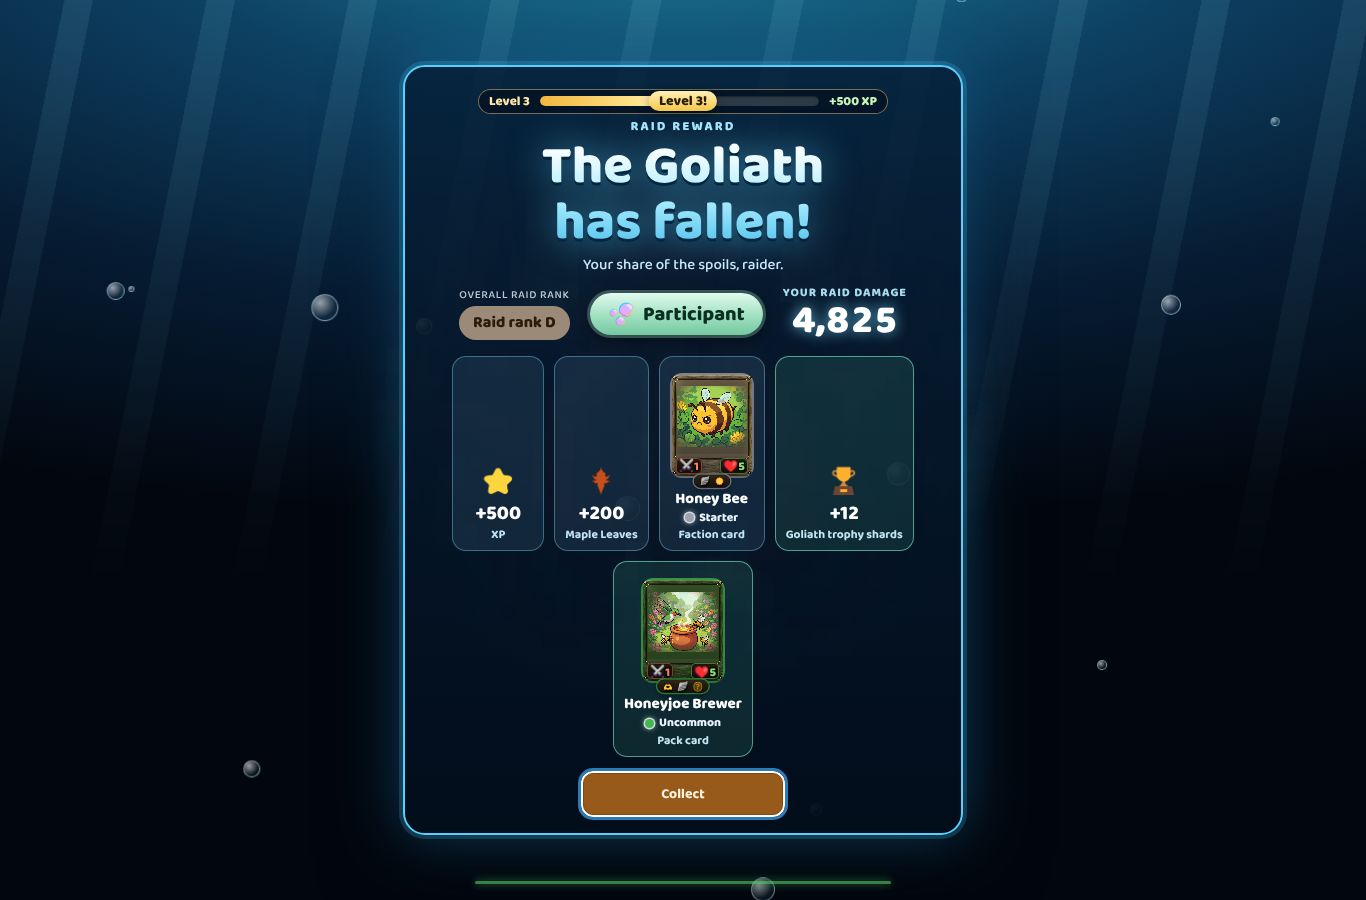 Level 3
Level 3!
+500 XP
RAID REWARD
The Goliath
has fallen!
Your share of the spoils, raider.
OVERALL RAID RANK
Raid rank D
Participant
YOUR RAID DAMAGE
4,825
+500
XP
+200
Maple Leaves
1
5
Honey Bee
Starter
Faction card
+12
Goliath trophy shards
1
5
Honeyjoe Brewer
Uncommon
Pack card
Collect